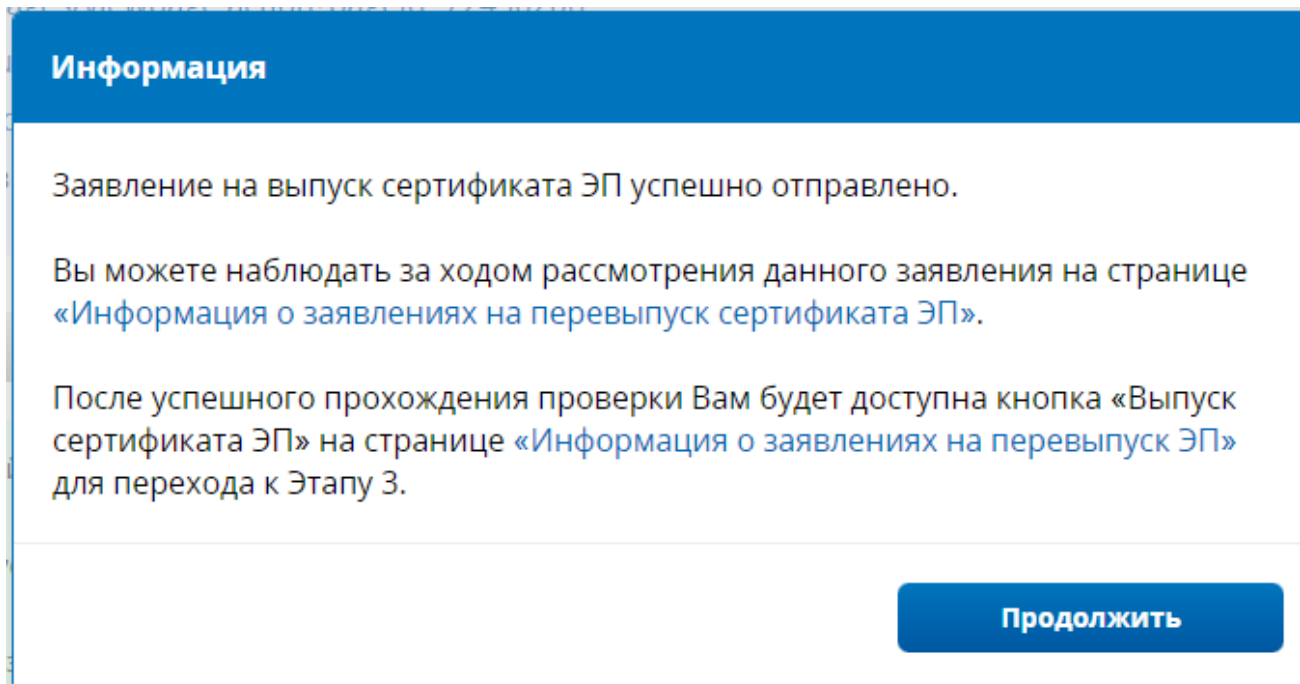 Информация
Заявление на выпуск сертификата ЭП успешно отправлено.
Вы можете наблюдать за ходом рассмотрения данного заявления на странице
«Информация о заявлениях на перевыпуск сертификата ЭП».
После успешного прохождения проверки Вам будет доступна кнопка «Выпуск
сертификата ЭП» на странице «Информация о заявлениях на перевыпуск ЭП»
для перехода к Этапу 3.
Продолжить